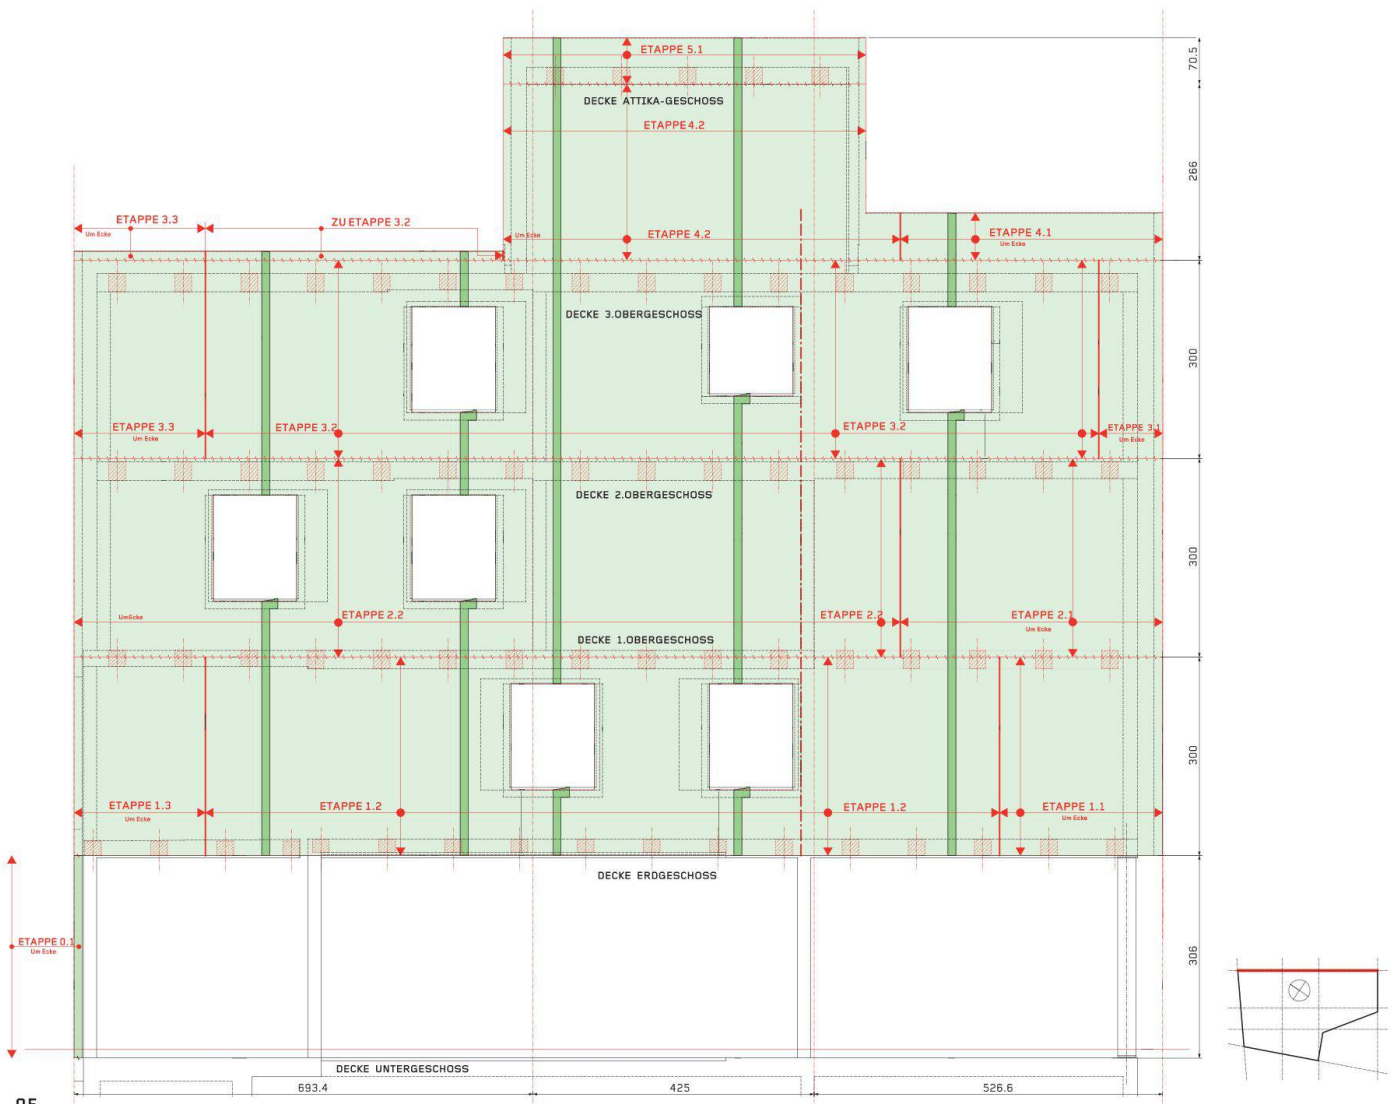 ETAPPE 5.1
70.5
DECKE ATTIKA-GESCHOSS
ETAPPE 4.2
266
ETAPPE 3.3
Um Ecke
ZU ETAPPE 3.2
Um Ecke
ETAPPE 4.2
ETAPPE 4.1
Um Ecke
DECKE 3.OBERGESCHOSS
300
ETAPPE 3.3
Um Ecke
ETAPPE 3.2
ETAPPE 3.2
ETAPPE 3.1
Um Ecke
DECKE 2.OBERGESCHOSS
300
UmEcke
ETAPPE 2.2
ETAPPE 2.2
ETAPPE 2.1
Um Ecke
DECKE 1.OBERGESCHOSS
300
ETAPPE 1.3
Um Ecke
ETAPPE 1.2
ETAPPE 1.2
ETAPPE 1.1
Um Ecke
DECKE ERDGESCHOSS
ETAPPE 0.1
Um Ecke
306
DECKE UNTERGESCHOSS
693.4
425
526.6